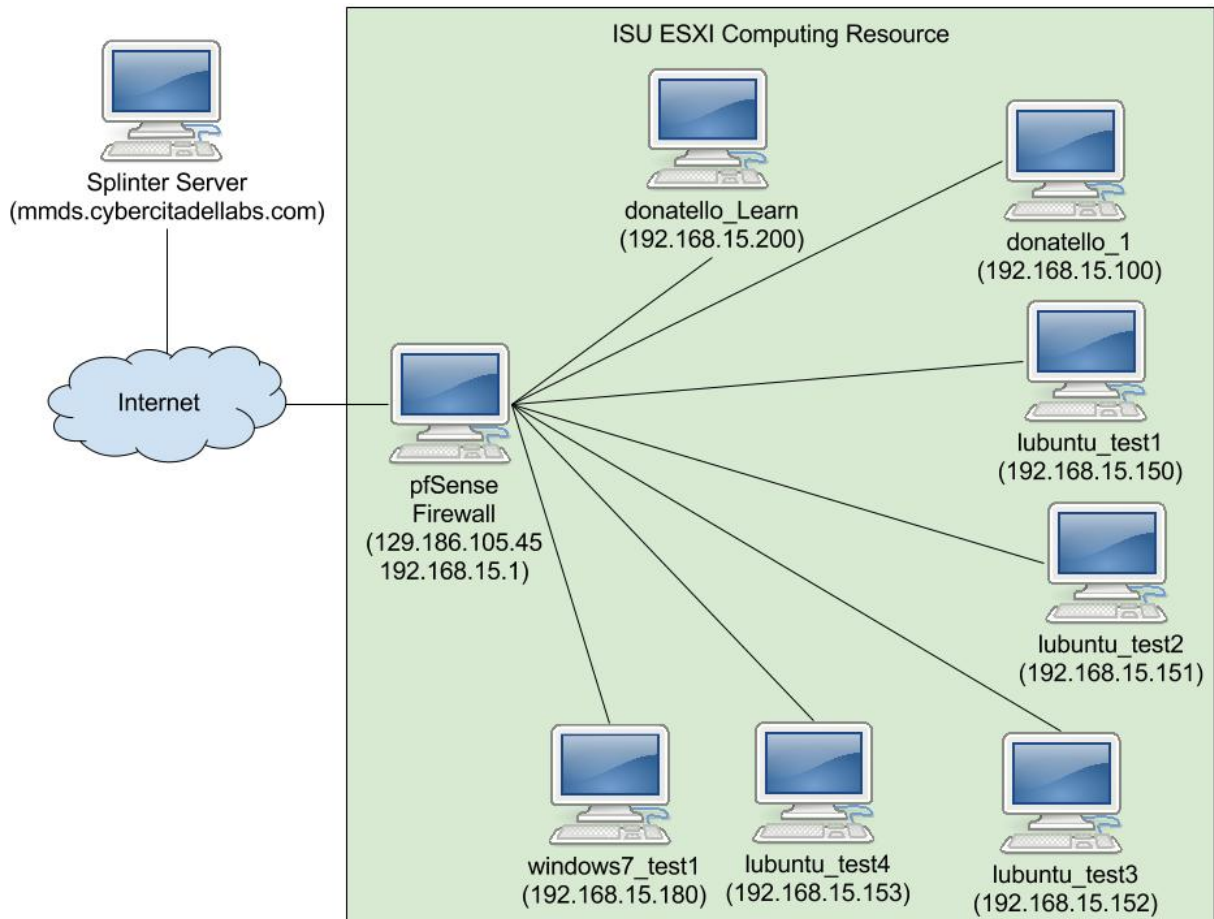 ISU ESXI Computing Resource
Splinter Server
(mmds.cybercitadellabs.com)
donatello_Learn
(192.168.15.200)
donatello_1
(192.168.15.100)
Internet
pfSense
Firewall
(129.186.105.45
192.168.15.1)
lubuntu_test1
(192.168.15.150)
lubuntu_test2
(192.168.15.151)
windows7_test1
(192.168.15.180)
lubuntu_test4
(192.168.15.153)
lubuntu_test3
(192.168.15.152)